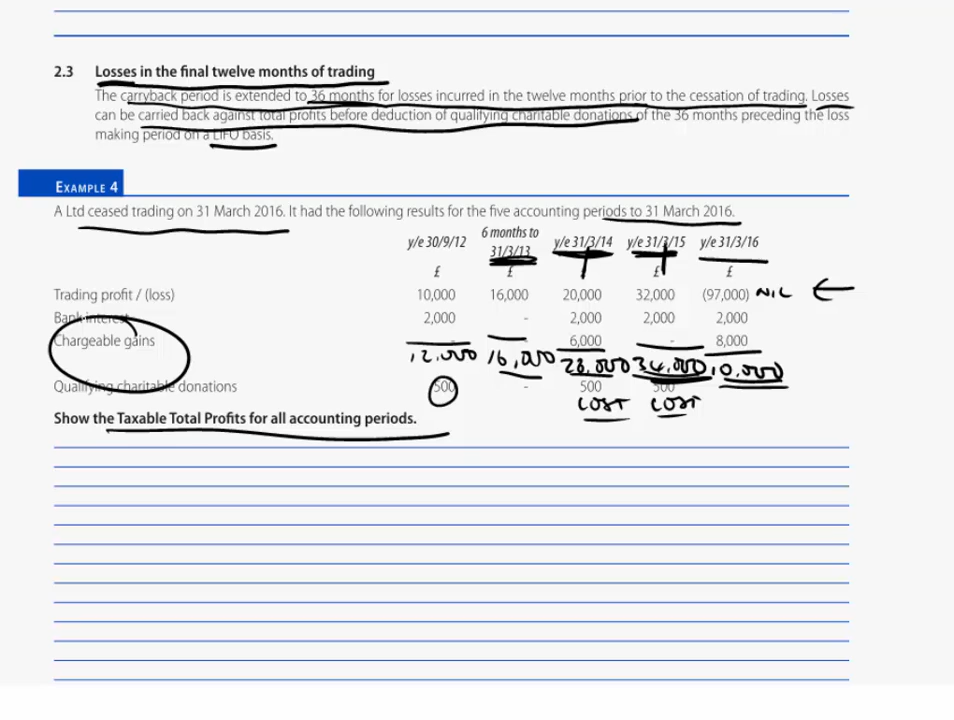 2.3 Losses in the final twelve months of trading
The carryback period is extended to 36 months for losses incurred in the twelve months prior to the cessation of trading. Losses
can be carried back against total profits before deduction of qualifying charitable donations of the 36 months preceding the loss
making period on a LIFO basis.
EXAMPLE 4
A Ltd ceased trading on 31 March 2016. It had the following results for the five accounting periods to 31 March 2016.
y/e 30/9/12 6 months to 31/3/13 y/e 31/3/14 y/e 31/3/15 y/e 31/3/16
£ £ £ £ £
Trading profit / (loss) 10,000 16,000 20,000 32,000 (97,000) NIL
Bank interest 2,000 - 2,000 2,000 2,000
Chargeable gains - - 6,000 - 8,000
12,000 16,000 28,000 34,000 10,000
Qualifying charitable donations 500 - 500 500
LOST LOST
Show the Taxable Total Profits for all accounting periods.